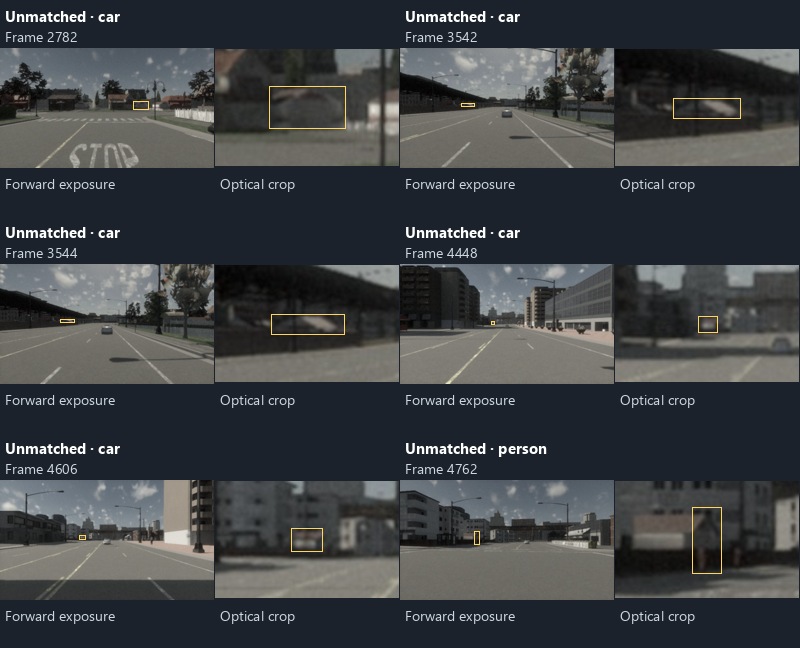 Unmatched · car
Frame 2782
STOP
Forward exposure
Optical crop
Unmatched · car
Frame 3542
Forward exposure
Optical crop
Unmatched · car
Frame 3544
Forward exposure
Optical crop
Unmatched · car
Frame 4448
Forward exposure
Optical crop
Unmatched · car
Frame 4606
Forward exposure
Optical crop
Unmatched · person
Frame 4762
Forward exposure
Optical crop